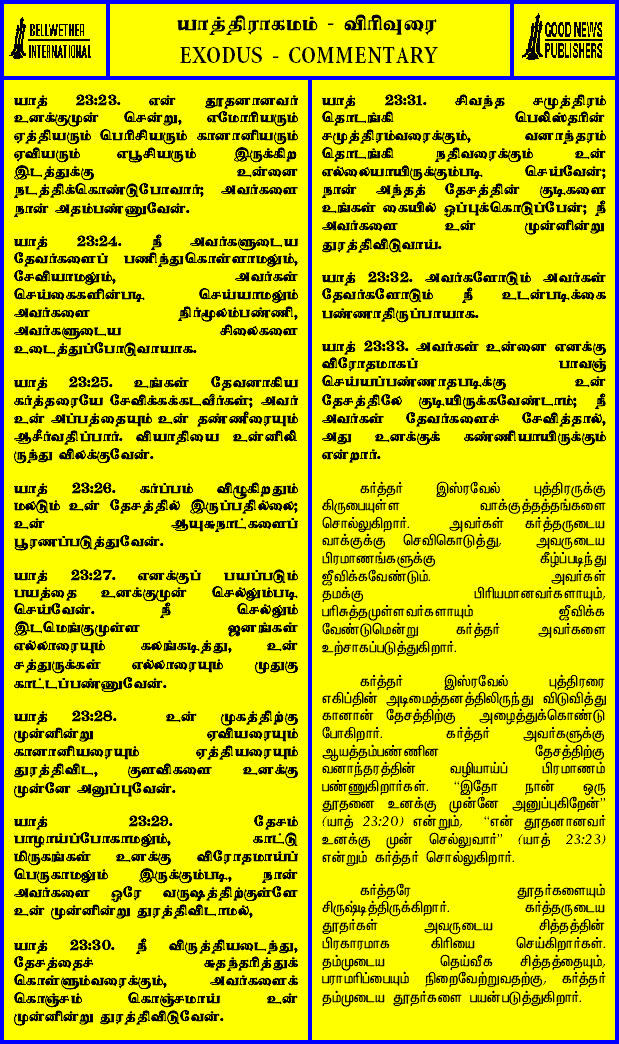 BELLWETHER
INTERNATIONAL
யாத்திராகமம் - விரிவுரை
EXODUS - COMMENTARY
GOOD NEWS
PUBLISHERS
யாத் 23:23. என் தூதனானவர்
உனக்குமுன் சென்று, எமோரியரும்
ஏத்தியரும் பெரிசியரும் கானானியரும்
ஏவியரும் எபூசியரும் இருக்கிற
இடத்துக்கு உன்னை
நடத்திக்கொண்டுபோவார்; அவர்களை
நான் அதம்பண்ணுவேன்.
யாத் 23:24. நீ அவர்களுடைய
தேவர்களைப் பணிந்துகொள்ளாமலும்,
சேவியாமலும், அவர்கள்
செய்கைகளின்படி செய்யாமலும்
அவர்களை நிர்மூலம்பண்ணி,
அவர்களுடைய சிலைகளை
உடைத்துப்போடுவாயாக.
யாத் 23:25. உங்கள் தேவனாகிய
கர்த்தரையே சேவிக்கக்கடவீர்கள்; அவர்
உன் அப்பத்தையும் உன் தண்ணீரையும்
ஆசீர்வதிப்பார். வியாதியை உன்னிலி
ருந்து விலக்குவேன்.
யாத் 23:26. கர்ப்பம் விழுகிறதும்
மலடும் உன் தேசத்தில் இருப்பதில்லை;
உன் ஆயுசுநாட்களைப்
பூரணப்படுத்துவேன்.
யாத் 23:27. எனக்குப் பயப்படும்
பயத்தை உனக்குமுன் செல்லும்படி
செய்வேன். நீ செல்லும்
இடமெங்குமுள்ள ஜனங்கள்
எல்லாரையும் கலங்கடித்து, உன்
சத்துருக்கள் எல்லாரையும் முதுகு
காட்டப்பண்ணுவேன்.
யாத் 23:28. உன் முகத்திற்கு
முன்னின்று ஏவியரையும்
கானானியரையும் ஏத்தியரையும்
துரத்திவிட, குளவிகளை உனக்கு
முன்னே அனுப்புவேன்.
யாத் 23:29. தேசம்
பாழாய்ப்போகாமலும், காட்டு
மிருகங்கள் உனக்கு விரோதமாய்ப்
பெருகாமலும் இருக்கும்படி, நான்
அவர்களை ஒரே வருஷத்திற்குள்ளே
உன் முன்னின்று துரத்திவிடாமல்,
யாத் 23:30. நீ விருத்தியடைந்து,
தேசத்தைச் சுதந்தரித்துக்
கொள்ளும்வரைக்கும், அவர்களைக்
கொஞ்சம் கொஞ்சமாய் உன்
முன்னின்று துரத்திவிடுவேன்.
யாத் 23:31. சிவந்த சமுத்திரம்
தொடங்கி பெலிஸ்தரின்
சமுத்திரம்வரைக்கும், வனாந்தரம்
தொடங்கி நதிவரைக்கும் உன்
எல்லையாயிருக்கும்படி செய்வேன்;
நான் அந்தத் தேசத்தின் குடிகளை
உங்கள் கையில் ஒப்புக்கொடுப்பேன்; நீ
அவர்களை உன் முன்னின்று
துரத்திவிடுவாய்.
யாத் 23:32. அவர்களோடும் அவர்கள்
தேவர்களோடும் நீ உடன்படிக்கை
பண்ணாதிருப்பாயாக.
யாத் 23:33. அவர்கள் உன்னை எனக்கு
விரோதமாகப் பாவஞ்
செய்யப்பண்ணாதபடிக்கு உன்
தேசத்திலே குடியிருக்கவேண்டாம்; நீ
அவர்கள் தேவர்களைச் சேவித்தால்,
அது உனக்குக் கண்ணியாயிருக்கும்
என்றார்.
கர்த்தர் இஸ்ரவேல் புத்திரருக்கு
கிருபையுள்ள வாக்குத்தத்தங்களை
சொல்லுகிறார். அவர்கள் கர்த்தருடைய
வாக்குக்கு செவிகொடுத்து, அவருடைய
பிரமாணங்களுக்கு கீழ்ப்படிந்து
ஜீவிக்கவேண்டும். அவர்கள்
தமக்கு பிரியமானவர்களாயும்,
பரிசுத்தமுள்ளவர்களாயும் ஜீவிக்க
வேண்டுமென்று கர்த்தர் அவர்களை
உற்சாகப்படுத்துகிறார்.
கர்த்தர் இஸ்ரவேல் புத்திரரை
எகிப்தின் அடிமைத்தனத்திலிருந்து விடுவித்து
கானான் தேசத்திற்கு அழைத்துக்கொண்டு
போகிறார். கர்த்தர் அவர்களுக்கு
ஆயத்தம்பண்ணின தேசத்திற்கு
வனாந்தரத்தின் வழியாய்ப் பிரமாணம்
பண்ணுகிறார்கள். “இதோ நான் ஒரு
தூதனை உனக்கு முன்னே அனுப்புகிறேன்”
(யாத் 23:20) என்றும், “என் தூதனானவர்
உனக்கு முன் செல்லுவார்” (யாத் 23:23)
என்றும் கர்த்தர் சொல்லுகிறார்.
கர்த்தரே தூதர்களையும்
சிருஷ்டித்திருக்கிறார். கர்த்தருடைய
தூதர்கள் அவருடைய சித்தத்தின்
பிரகாரமாக கிரியை செய்கிறார்கள்.
தம்முடைய தெய்வீக சித்தத்தையும்,
பராமரிப்பையும் நிறைவேற்றுவதற்கு, கர்த்தர்
தம்முடைய தூதர்களை பயன்படுத்துகிறார்.